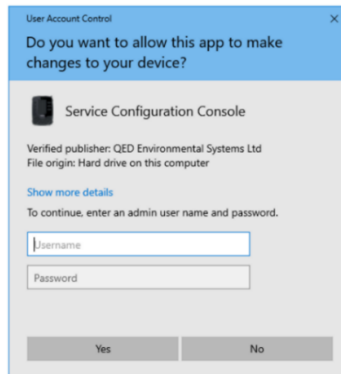 User Account Control
Do you want to allow this app to make
changes to your device?
Service Configuration Console
Verified publisher: QED Environmental Systems Ltd
File origin: Hard drive on this computer
Show more details
To continue, enter an admin user name and password.
Username
Password
Yes
No